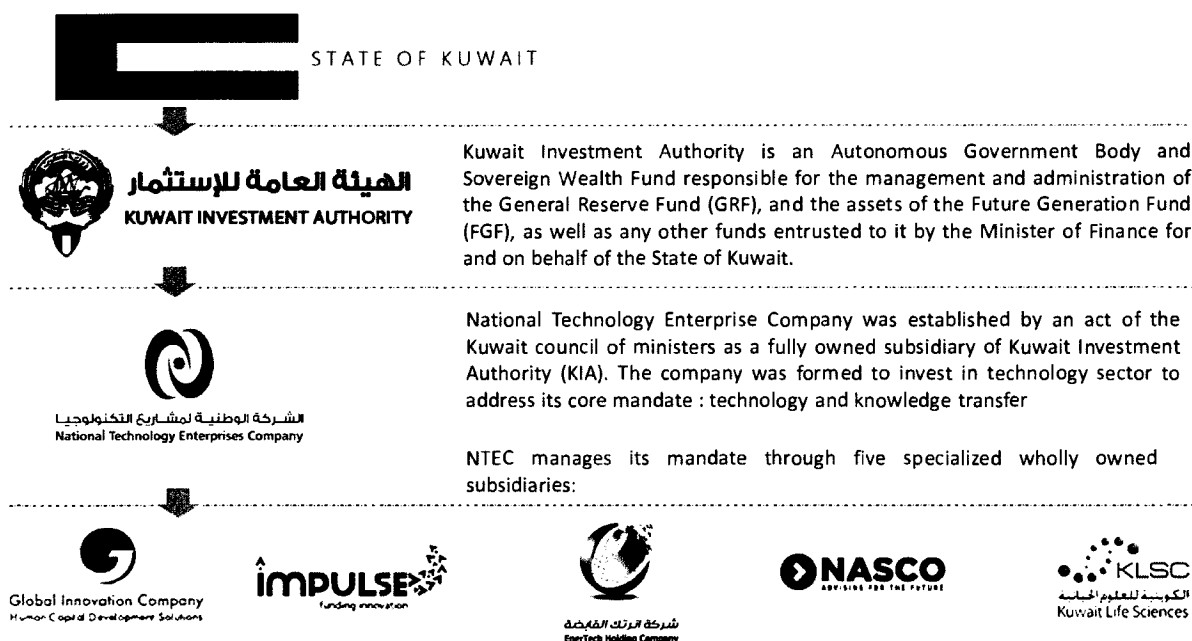 STATE OF KUWAIT
الهيئة العامة للإستثمار
KUWAIT INVESTMENT AUTHORITY
Kuwait Investment Authority is an Autonomous Government Body and
Sovereign Wealth Fund responsible for the management and administration of
the General Reserve Fund (GRF), and the assets of the Future Generation Fund
(FGF), as well as any other funds entrusted to it by the Minister of Finance for
and on behalf of the State of Kuwait.
الشركة الوطنية لمشاريع التكنولوجيا
National Technology Enterprises Company
National Technology Enterprise Company was established by an act of the
Kuwait council of ministers as a fully owned subsidiary of Kuwait Investment
Authority (KIA). The company was formed to invest in technology sector to
address its core mandate : technology and knowledge transfer
NTEC manages its mandate through five specialized wholly owned
subsidiaries:
Global Innovation Company
Human Capital Development Solutions
imPULSE
funding innovation
شركة انرتك القابضة
EnerTech Holding Company
NASCO
ADVISING FOR THE FUTURE
KLSC
الكويتية للعلوم الحياتية
Kuwait Life Sciences